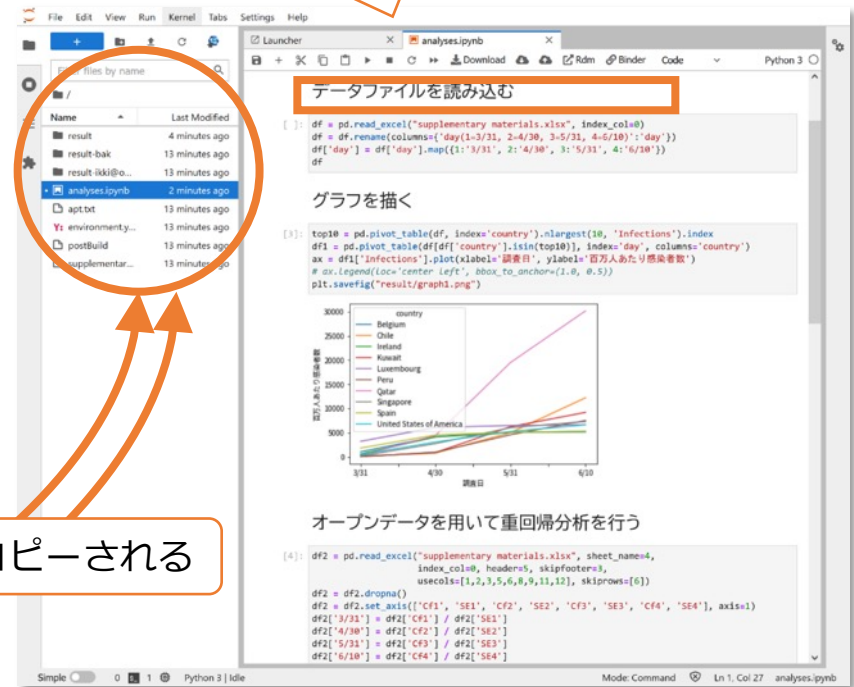 File Edit View Run Kernel Tabs Settings Help
Launcher × analyses.ipynb ×
Download Rdm Binder Code Python 3
Filter files by name
/
Name Last Modified
result 4 minutes ago
result-bak 13 minutes ago
result-ikki@o... 13 minutes ago
analyses.ipynb 2 minutes ago
apt.txt 13 minutes ago
Y: environment.y... 13 minutes ago
postBuild 13 minutes ago
supplementar... 13 minutes ago
データファイルを読み込む
[ ]: df = pd.read_excel("supplementary materials.xlsx", index_col=0)
df = df.rename(columns={'day(1=3/31, 2=4/30, 3=5/31, 4=6/10)':'day'})
df['day'] = df['day'].map({1:'3/31', 2:'4/30', 3:'5/31', 4:'6/10'})
df
グラフを描く
[3]: top10 = pd.pivot_table(df, index='country').nlargest(10, 'Infections').index
df1 = pd.pivot_table(df[df['country'].isin(top10)], index='day', columns='country')
ax = df1['Infections'].plot(xlabel='調査日', ylabel='百万人あたり感染者数')
# ax.legend(loc='center left', bbox_to_anchor=(1.0, 0.5))
plt.savefig("result/graph1.png")
country
Belgium
Chile
Ireland
Kuwait
Luxembourg
Peru
Qatar
Singapore
Spain
United States of America
30000
25000
20000
15000
10000
5000
0
百万人あたり感染者数
3/31 4/30 5/31 6/10
調査日
オープンデータを用いて重回帰分析を行う
[4]: df2 = pd.read_excel("supplementary materials.xlsx", sheet_name=4,
index_col=0, header=5, skipfooter=3,
usecols=[1,2,3,5,6,8,9,11,12], skiprows=[6])
df2 = df2.dropna()
df2 = df2.set_axis(['Cf1', 'SE1', 'Cf2', 'SE2', 'Cf3', 'SE3', 'Cf4', 'SE4'], axis=1)
df2['3/31'] = df2['Cf1'] / df2['SE1']
df2['4/30'] = df2['Cf2'] / df2['SE2']
df2['5/31'] = df2['Cf3'] / df2['SE3']
df2['6/10'] = df2['Cf4'] / df2['SE4']
ピーされる
Simple 0 1 Python 3 | Idle Mode: Command Ln 1, Col 27 analyses.ipynb